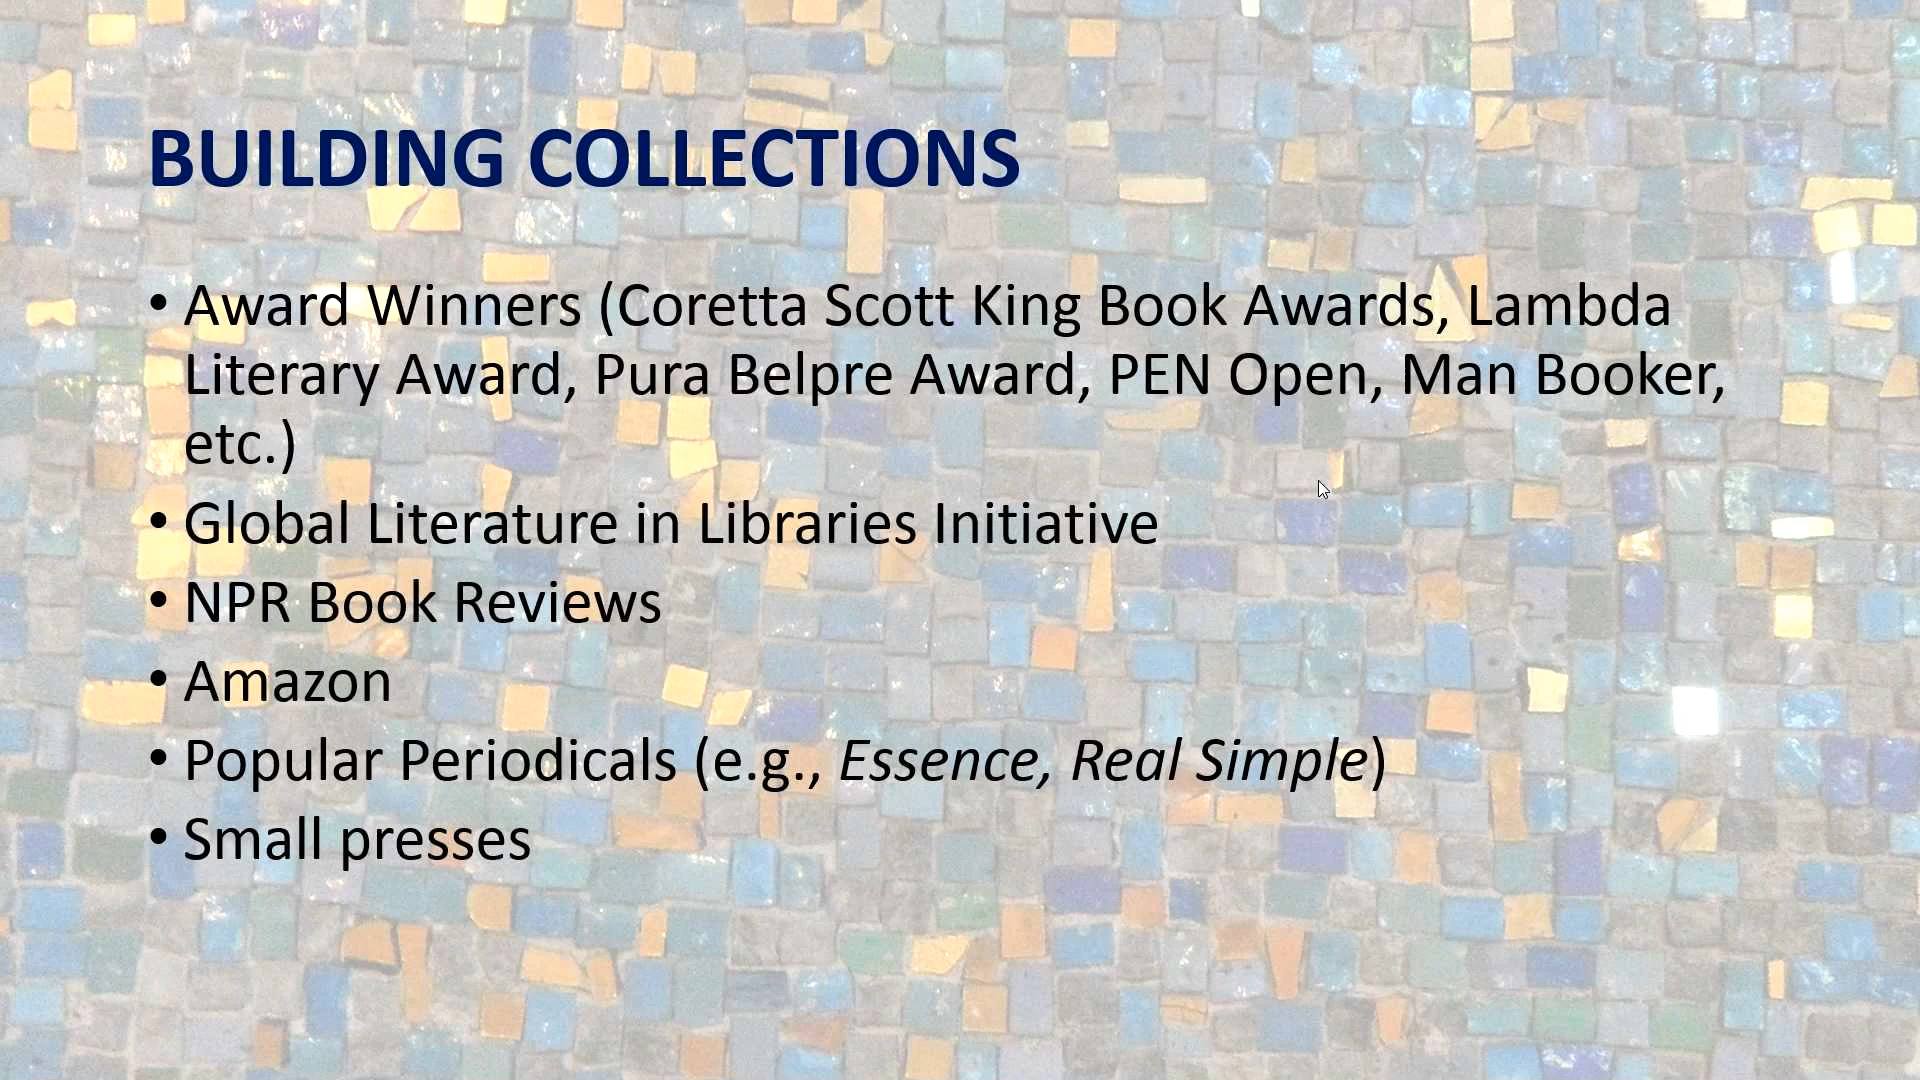 BUILDING COLLECTIONS
• Award Winners (Coretta Scott King Book Awards, Lambda
Literary Award, Pura Belpre Award, PEN Open, Man Booker,
etc.)
• Global Literature in Libraries Initiative
• NPR Book Reviews
• Amazon
• Popular Periodicals (e.g., Essence, Real Simple)
• Small presses